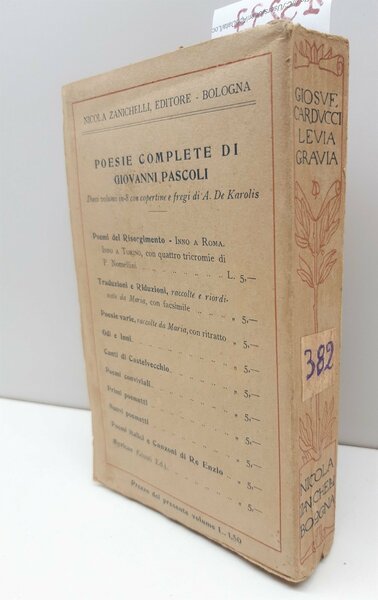 NICOLA ZANICHELLI, EDITORE - BOLOGNA
POESIE COMPLETE DI
GIOVANNI PASCOLI
Dieci volumi in-8 con copertine e fregi di A. De Karolis
Poemi del Risorgimento - INNO A ROMA.
INNO A TORINO, con quattro tricromie di
P. Nomellini L. 5,—
Traduzioni e Riduzioni, raccolte e riordi-
nate da Maria, con facsimile » 5,—
Poesie varie, raccolte da Maria, con ritratto » 5,—
Odi e Inni. » 5,—
Canti di Castelvecchio. » 5,—
Poemi conviviali. » 5,—
Primi poemetti » 5,—
Nuovi poemetti » 5,—
Poemi italici e Canzoni di Re Enzio » 5,—
Prezzo del presente volume L. 1,50
GIOSVE
CARDVCCI
LEVIA
GRAVIA
382
NICOLA
ZANICHELLI
BOLOGNA